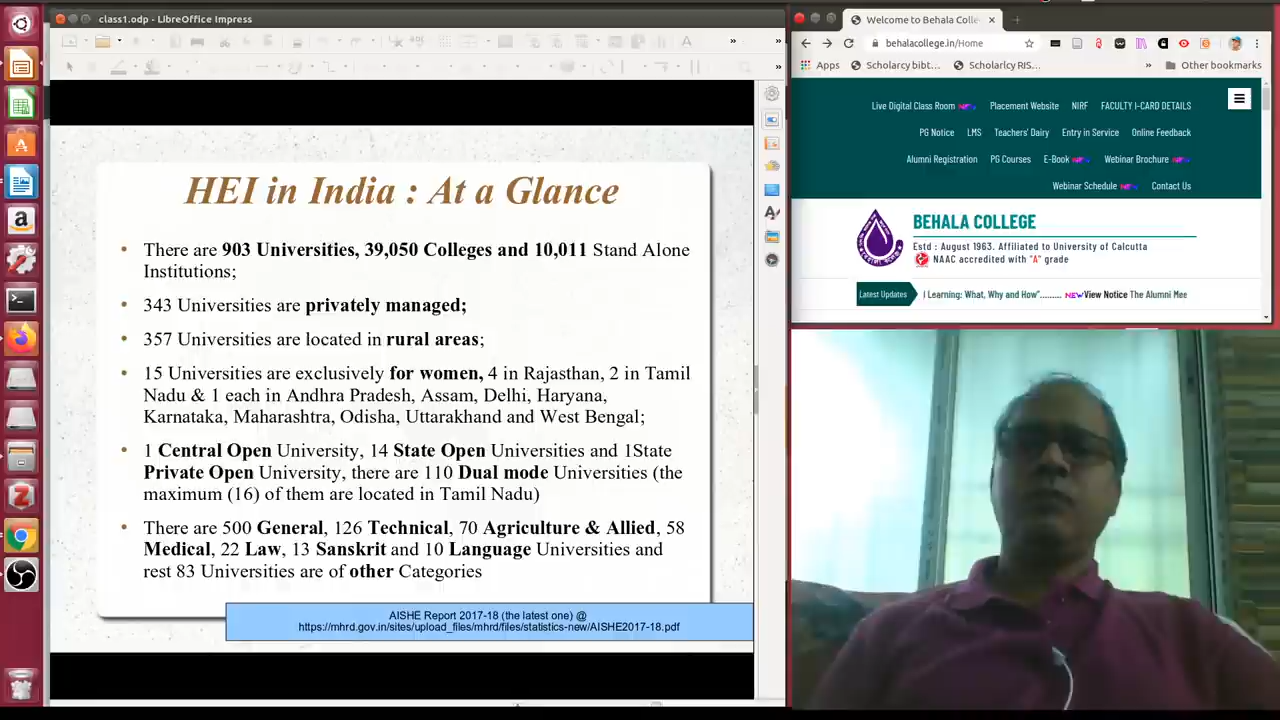 class1.odp - LibreOffice Impress
HEI in India : At a Glance
• There are 903 Universities, 39,050 Colleges and 10,011 Stand Alone
Institutions;
• 343 Universities are privately managed;
• 357 Universities are located in rural areas;
• 15 Universities are exclusively for women, 4 in Rajasthan, 2 in Tamil
Nadu & 1 each in Andhra Pradesh, Assam, Delhi, Haryana,
Karnataka, Maharashtra, Odisha, Uttarakhand and West Bengal;
• 1 Central Open University, 14 State Open Universities and 1State
Private Open University, there are 110 Dual mode Universities (the
maximum (16) of them are located in Tamil Nadu)
• There are 500 General, 126 Technical, 70 Agriculture & Allied, 58
Medical, 22 Law, 13 Sanskrit and 10 Language Universities and
rest 83 Universities are of other Categories
AISHE Report 2017-18 (the latest one) @
https://mhrd.gov.in/sites/upload_files/mhrd/files/statistics-new/AISHE2017-18.pdf
Welcome to Behala Colle
behalacollege.in/Home
Apps Scholarcy bibt... Scholarlcy RIS... » Other bookmarks
Live Digital Class Room NEW Placement Website NIRF FACULTY I-CARD DETAILS
PG Notice LMS Teachers' Dairy Entry in Service Online Feedback
Alumni Registration PG Courses E-Book NEW Webinar Brochure NEW
Webinar Schedule NEW Contact Us
BEHALA COLLEGE
Estd : August 1963. Affiliated to University of Calcutta
NAAC accredited with "A" grade
Latest Updates Learning: What, Why and How"......... NEW View Notice The Alumni Mee